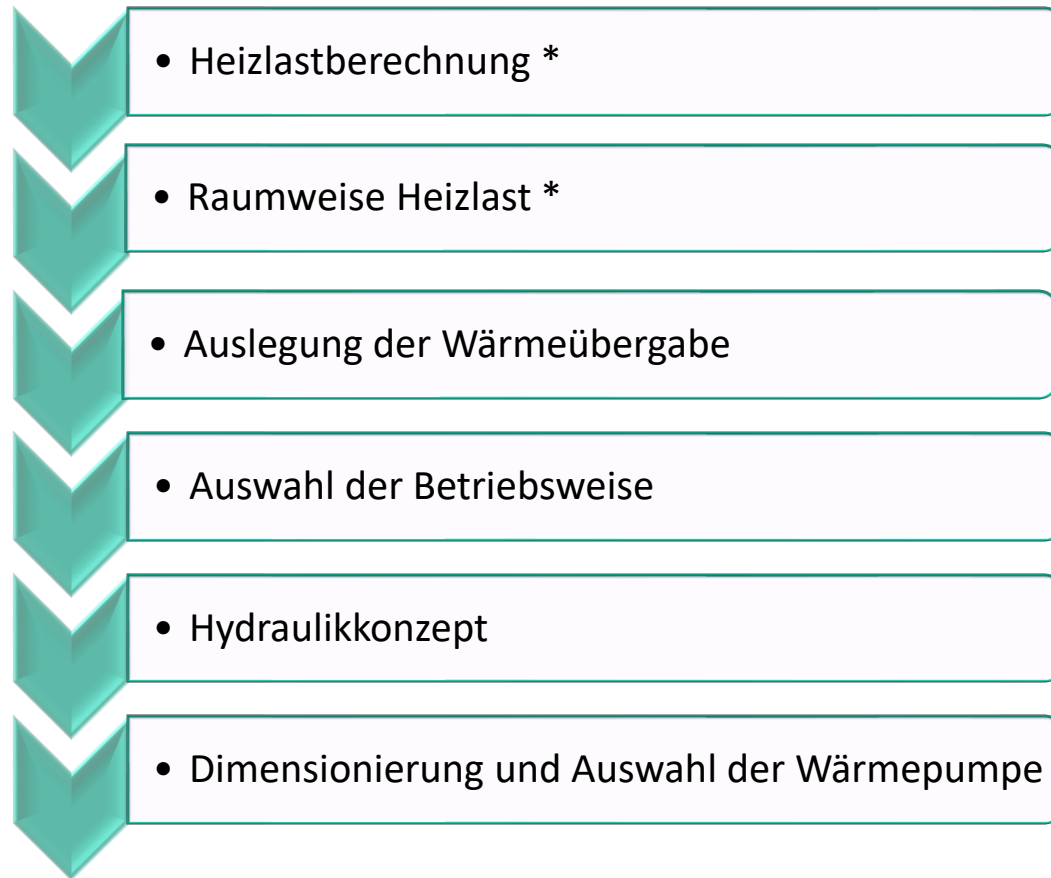 • Heizlastberechnung *
• Raumweise Heizlast *
• Auslegung der Wärmeübergabe
• Auswahl der Betriebsweise
• Hydraulikkonzept
• Dimensionierung und Auswahl der Wärmepumpe